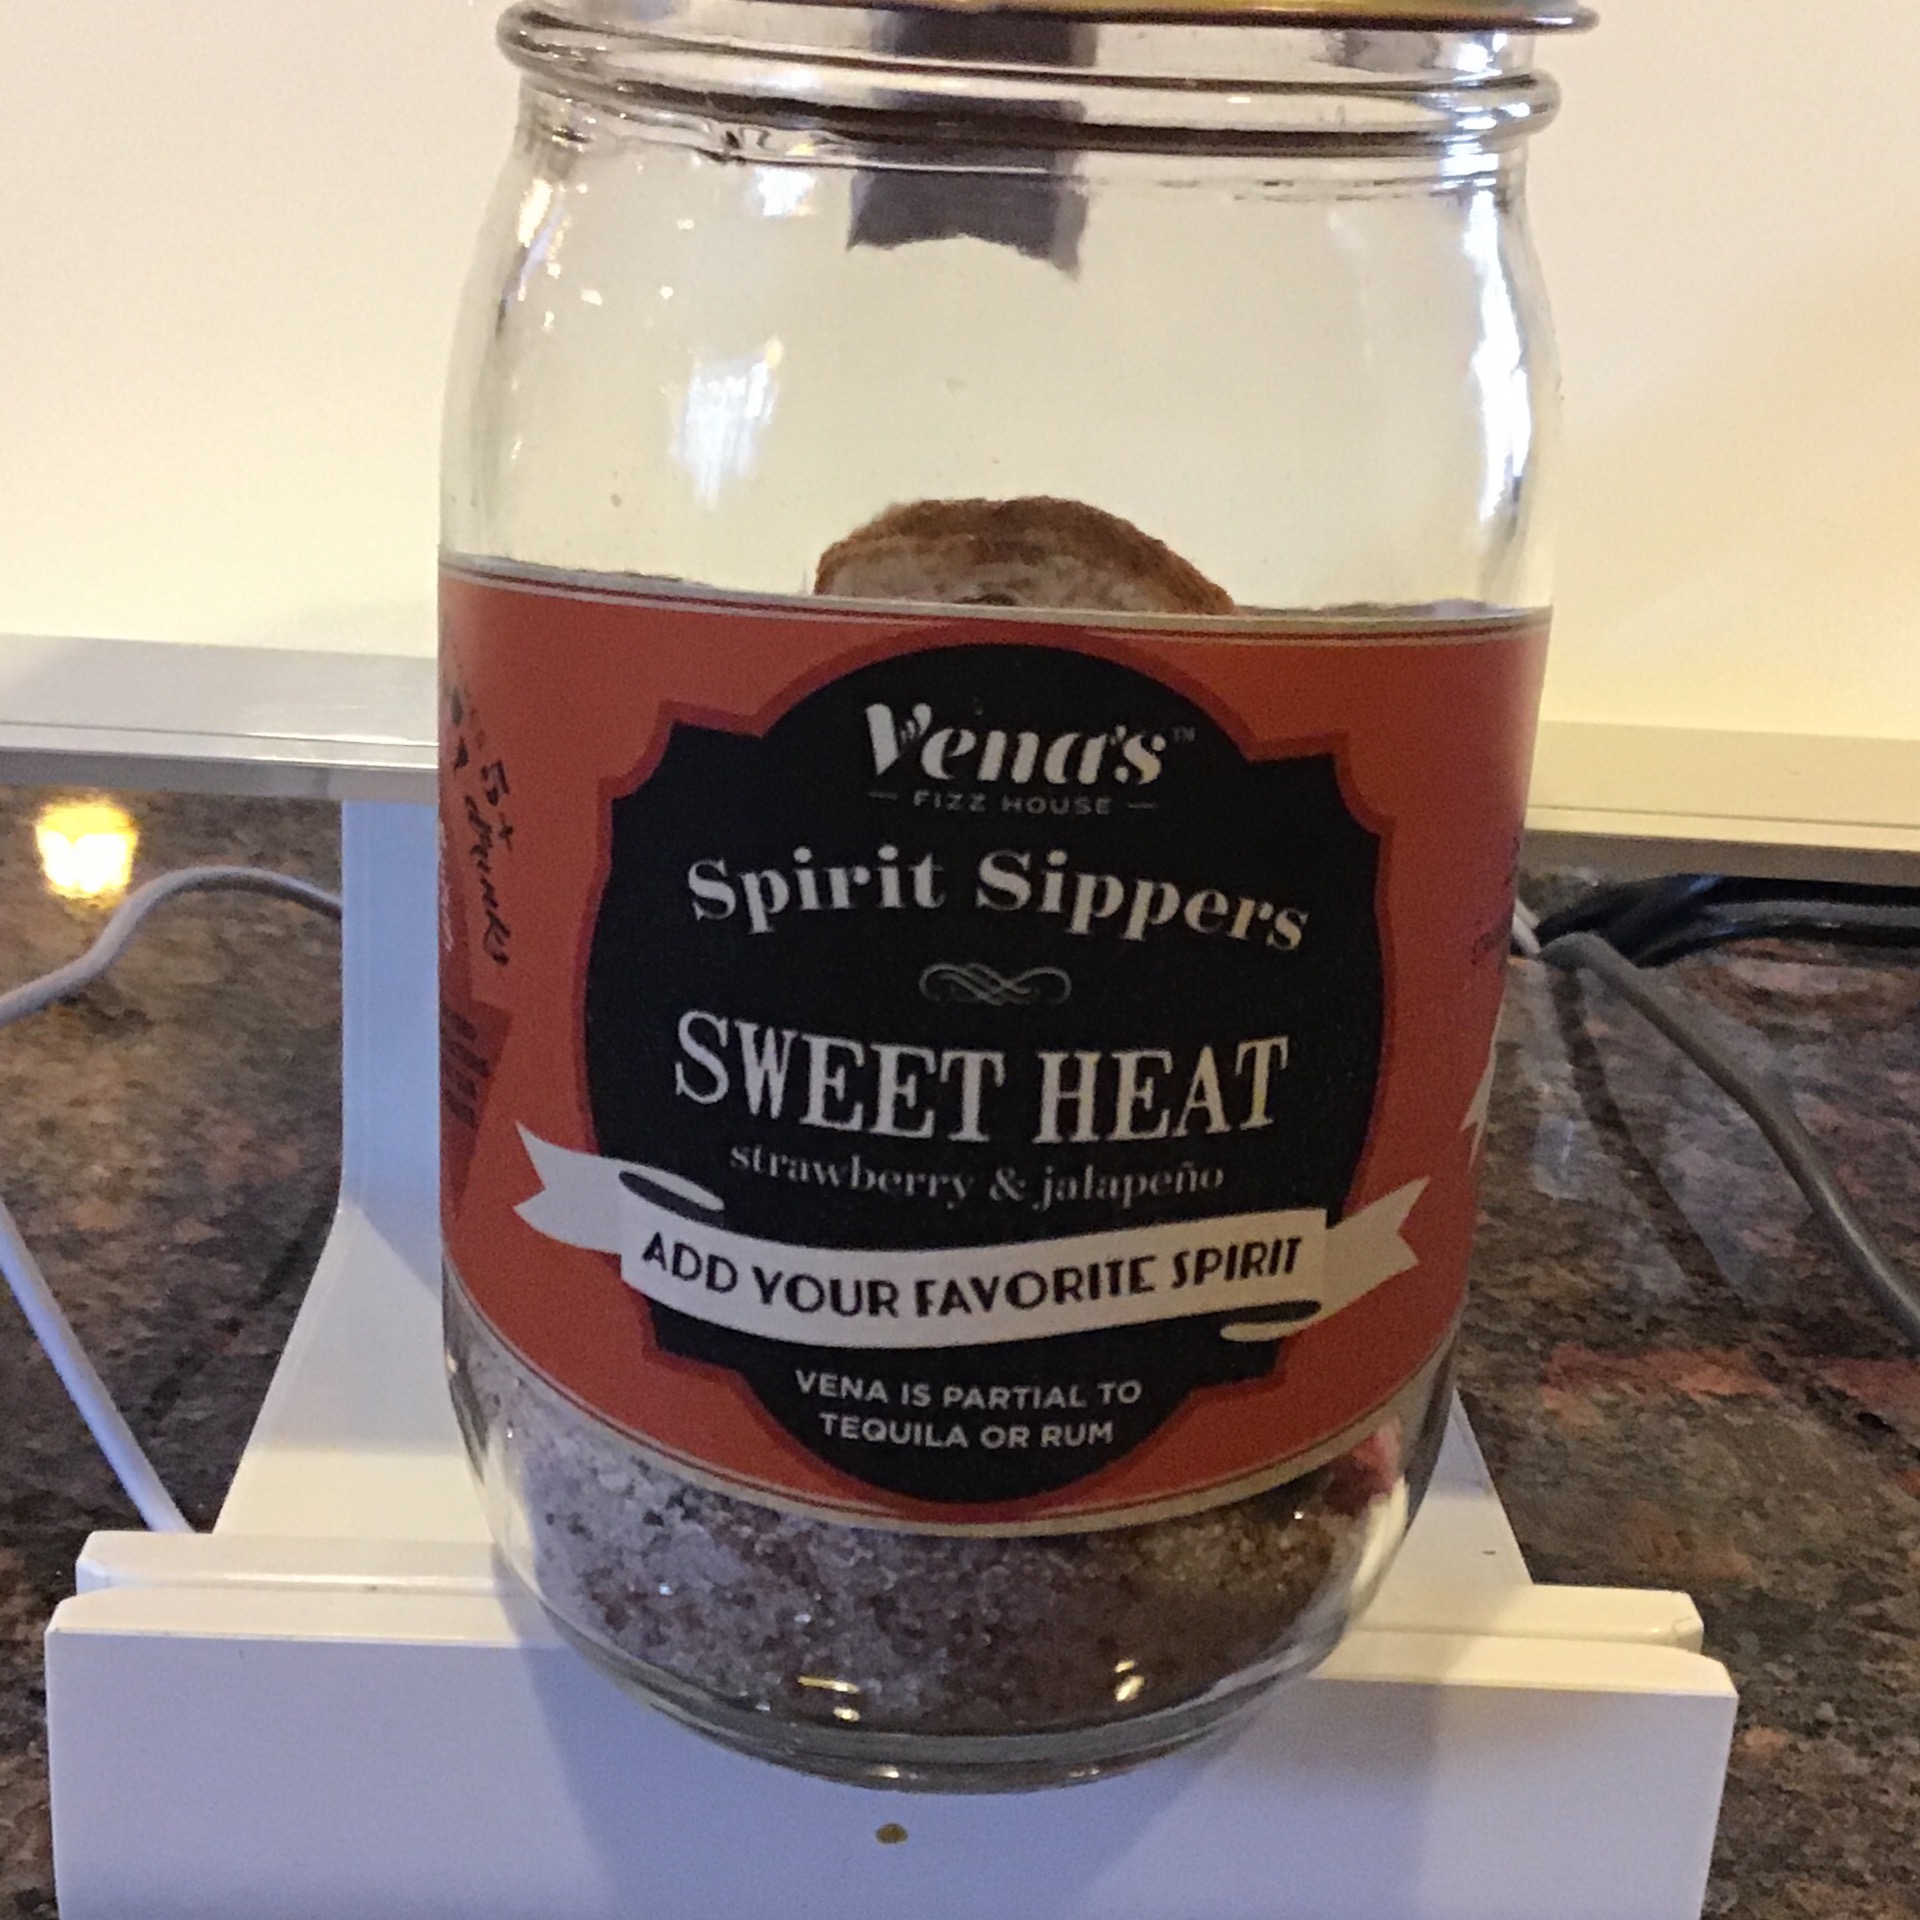 Vena's™
FIZZ HOUSE
Spirit Sippers
SWEET HEAT
strawberry & jalapeño
ADD YOUR FAVORITE SPIRIT
VENA IS PARTIAL TO
TEQUILA OR RUM